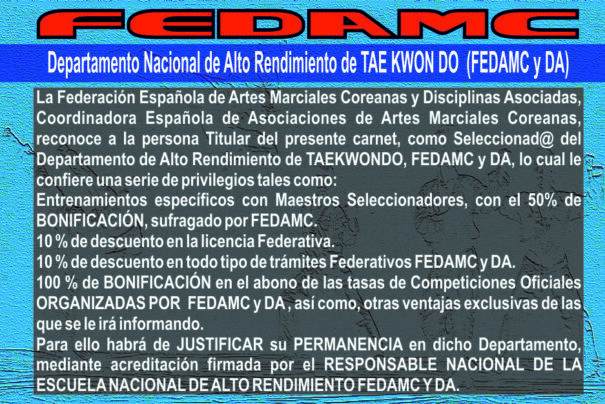 FEDAMC
Departamento Nacional de Alto Rendimiento de TAE KWON DO (FEDAMC y DA)
La Federación Española de Artes Marciales Coreanas y Disciplinas Asociadas,
Coordinadora Española de Asociaciones de Artes Marciales Coreanas,
reconoce a la persona Titular del presente carnet, como Seleccionad@ del
Departamento de Alto Rendimiento de TAEKWONDO, FEDAMC y DA, lo cual le
confiere una serie de privilegios tales como:
Entrenamientos específicos con Maestros Seleccionadores, con el 50% de
BONIFICACIÓN, sufragado por FEDAMC.
10 % de descuento en la licencia Federativa.
10 % de descuento en todo tipo de trámites Federativos FEDAMC y DA.
100 % de BONIFICACIÓN en el abono de las tasas de Competiciones Oficiales
ORGANIZADAS POR FEDAMC y DA , así como, otras ventajas exclusivas de las
que se le irá informando.
Para ello habrá de JUSTIFICAR su PERMANENCIA en dicho Departamento,
mediante acreditación firmada por el RESPONSABLE NACIONAL DE LA
ESCUELA NACIONAL DE ALTO RENDIMIENTO FEDAMC Y DA.